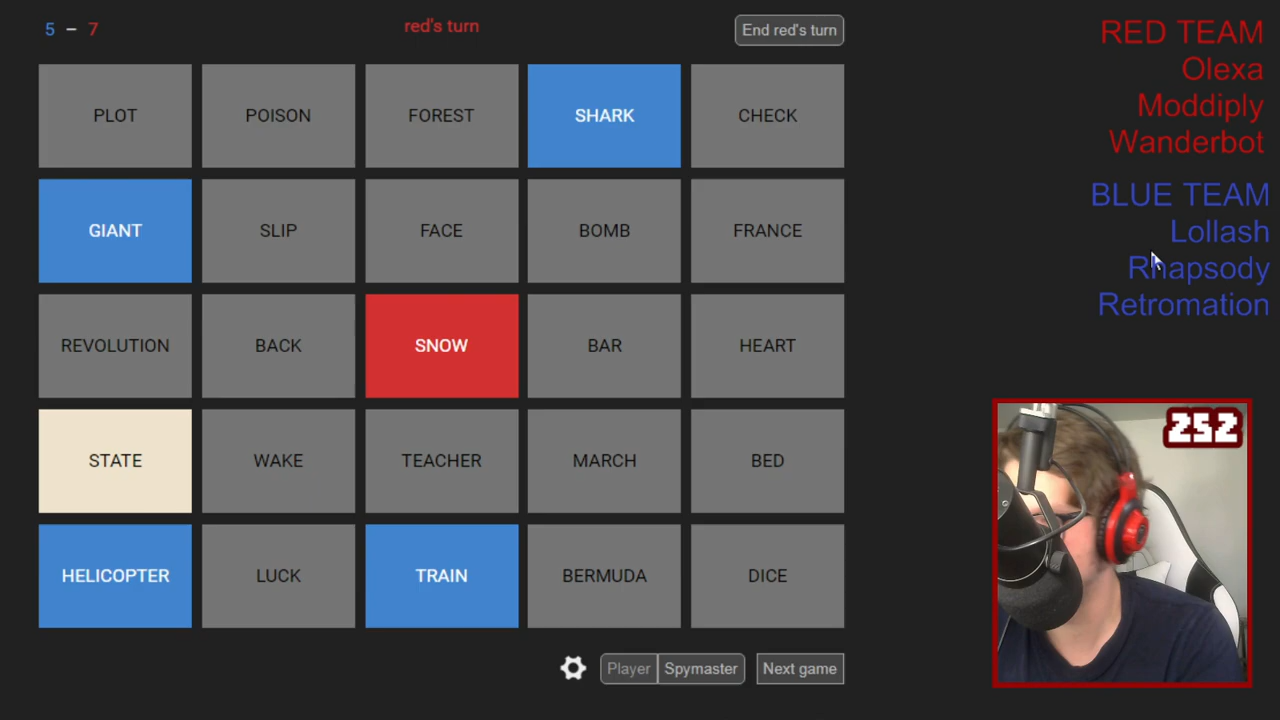 5 – 7
red's turn
End red's turn
PLOT POISON FOREST SHARK CHECK
GIANT SLIP FACE BOMB FRANCE
REVOLUTION BACK SNOW BAR HEART
STATE WAKE TEACHER MARCH BED
HELICOPTER LUCK TRAIN BERMUDA DICE
Player Spymaster Next game
RED TEAM
Olexa
Moddiply
Wanderbot
BLUE TEAM
Lollash
Rhapsody
Retromation
252